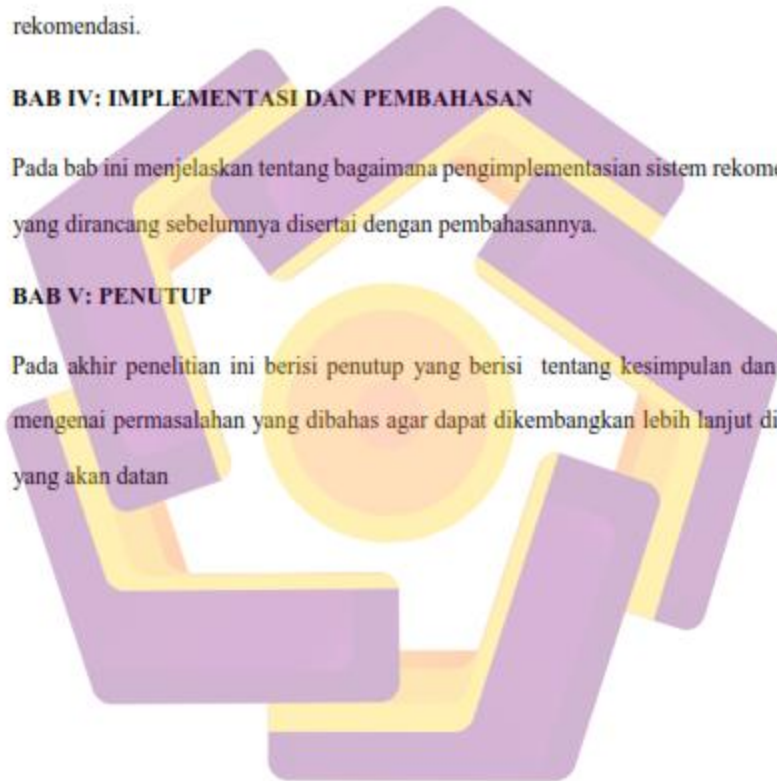 rekomendasi.
BAB IV: IMPLEMENTASI DAN PEMBAHASAN
Pada bab ini menjelaskan tentang bagaimana pengimplementasian sistem rekome
yang dirancang sebelumnya disertai dengan pembahasannya.
BAB V: PENUTUP
Pada akhir penelitian ini berisi penutup yang berisi tentang kesimpulan dan
mengenai permasalahan yang dibahas agar dapat dikembangkan lebih lanjut di
yang akan datan